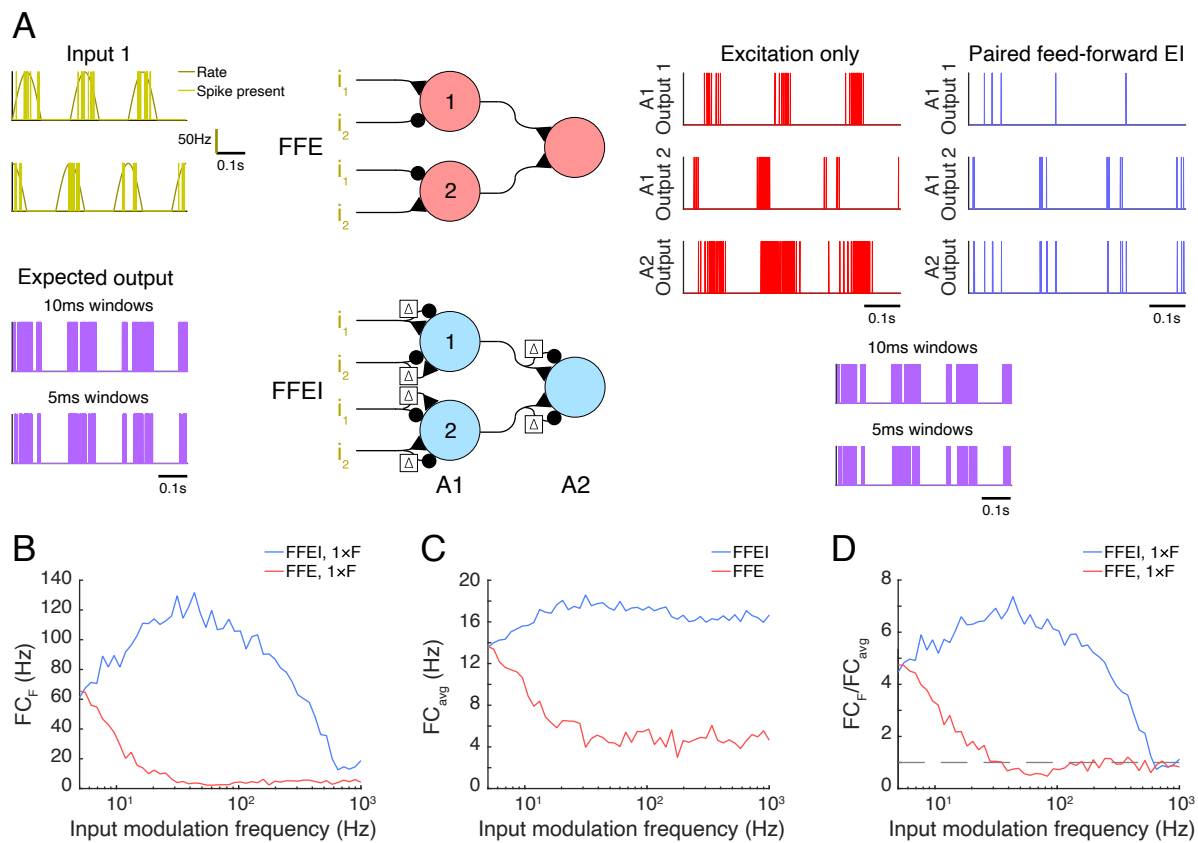 A
Input 1
Rate
Spike present
50Hz
0.1s
Expected output
10ms windows
5ms windows
0.1s
FFE
i1
i2
i1
i2
1
2
FFEI
i1
i2
i1
i2
Δ
Δ
Δ
Δ
Δ
Δ
1
2
A1
A2
Excitation only
A1 Output 1
A1 Output 2
A2 Output
0.1s
Paired feed-forward EI
A1 Output 1
A1 Output 2
A2 Output
0.1s
10ms windows
5ms windows
0.1s
B
FFEI, 1×F
FFE, 1×F
FC_F (Hz)
140
120
100
80
60
40
20
0
10¹
10²
10³
Input modulation frequency (Hz)
C
FFEI
FFE
FC_avg (Hz)
20
16
12
8
4
0
10¹
10²
10³
Input modulation frequency (Hz)
D
FFEI, 1×F
FFE, 1×F
FC_F/FC_avg
8
6
4
2
0
10¹
10²
10³
Input modulation frequency (Hz)